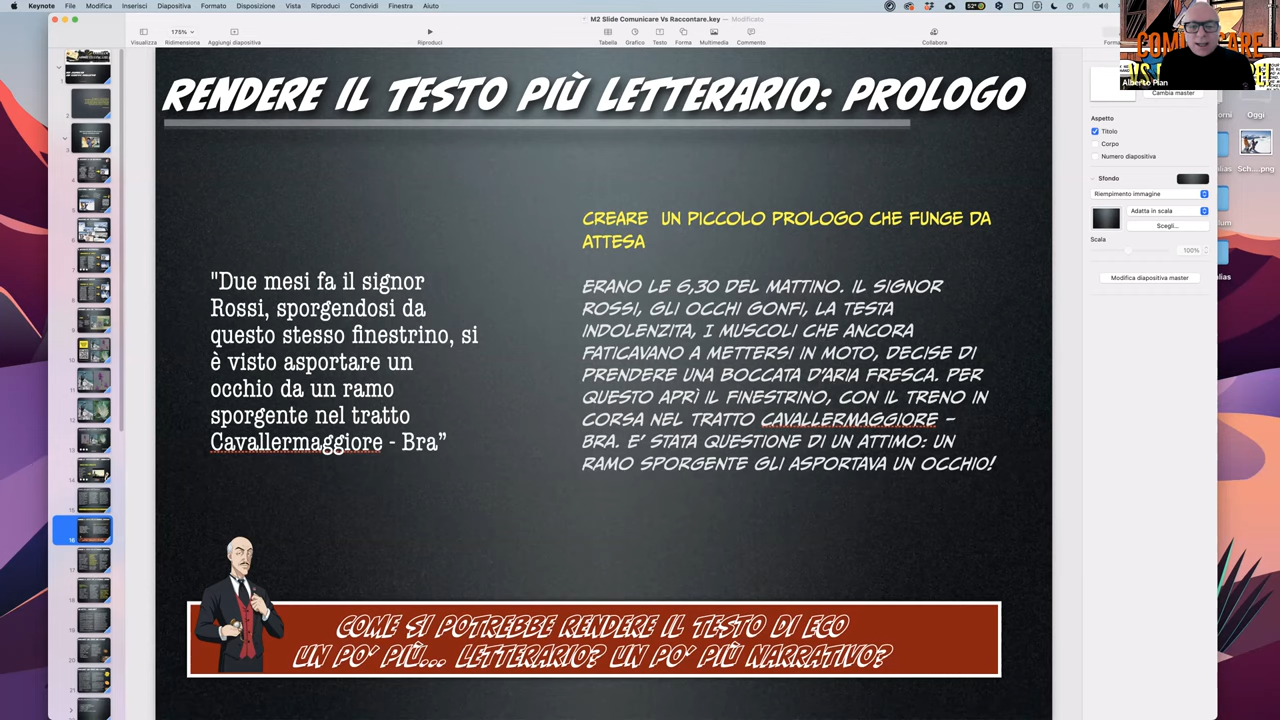 Keynote File Modifica Inserisci Diapositiva Formato Disposizione Vista Riproduci Condividi Finestra Aiuto
52°
M2 Slide Comunicare Vs Raccontare.key — Modificato
175%
Visualizza Ridimensiona Aggiungi diapositiva Riproduci Tabella Grafico Testo Forma Multimedia Commento Collabora
RENDERE IL TESTO PIÙ LETTERARIO: PROLOGO
CREARE UN PICCOLO PROLOGO CHE FUNGE DA
ATTESA
"Due mesi fa il signor
Rossi, sporgendosi da
questo stesso finestrino, si
è visto asportare un
occhio da un ramo
sporgente nel tratto
Cavallermaggiore - Bra”
ERANO LE 6,30 DEL MATTINO. IL SIGNOR
ROSSI, GLI OCCHI GONFI, LA TESTA
INDOLENZITA, I MUSCOLI CHE ANCORA
FATICAVANO A METTERSI IN MOTO, DECISE DI
PRENDERE UNA BOCCATA D'ARIA FRESCA. PER
QUESTO APRÌ IL FINESTRINO, CON IL TRENO IN
CORSA NEL TRATTO CAVALLERMAGGIORE –
BRA. E' STATA QUESTIONE DI UN ATTIMO: UN
RAMO SPORGENTE GLI ASPORTAVA UN OCCHIO!
COME SI POTREBBE RENDERE IL TESTO DI ECO
UN PO' PIÙ... LETTERARIO? UN PO' PIÙ NARRATIVO?
Alberto Pian
Cambia master
Aspetto
Titolo
Corpo
Numero diapositiva
Sfondo
Riempimento immagine
Adatta in scala
Scegli...
Scala
100%
Modifica diapositiva master
Oggi
Sch....png